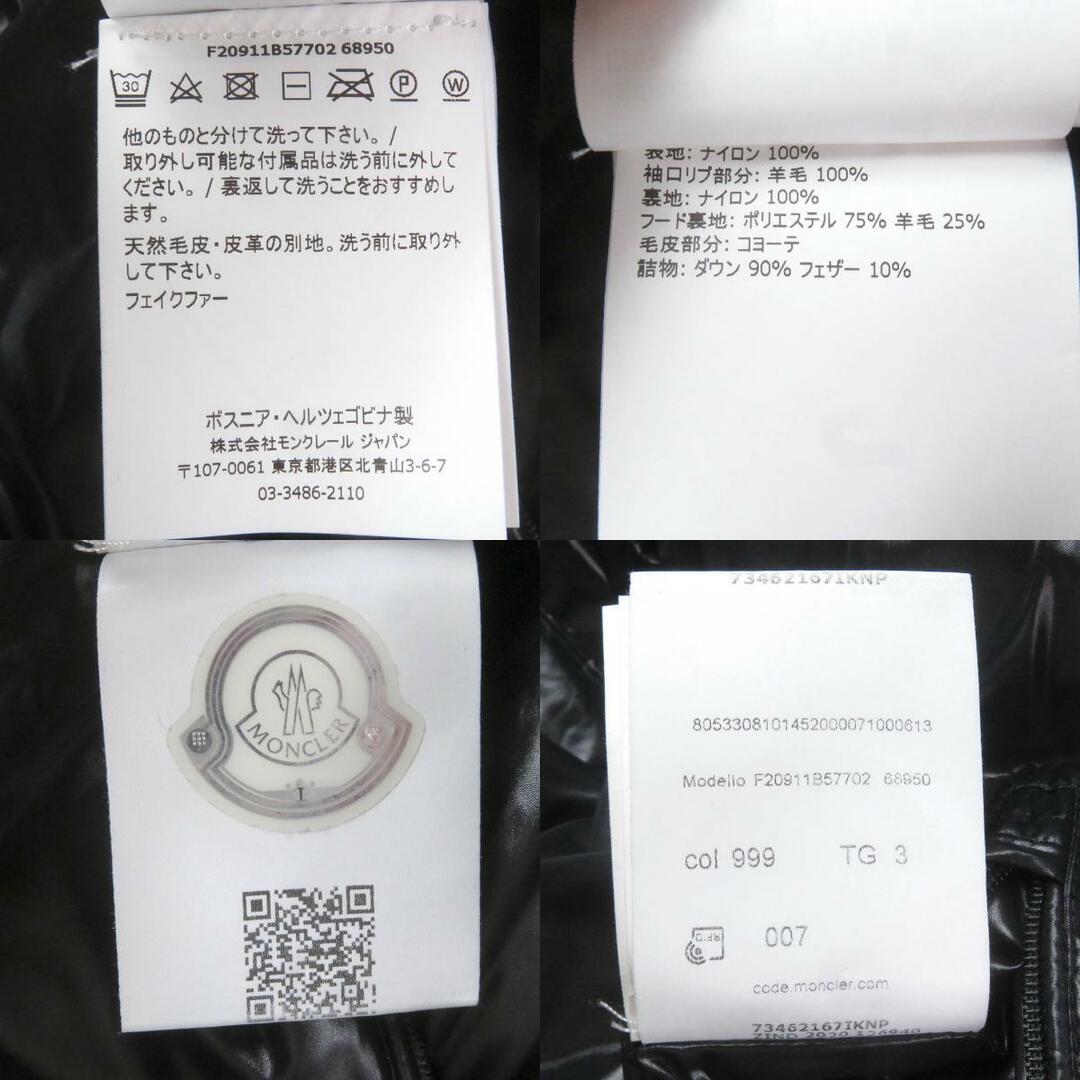 F20911B57702 68950
30
P
W
他のものと分けて洗って下さい。/
取り外し可能な付属品は洗う前に外して
ください。/ 裏返して洗うことをおすすめし
ます。
天然毛皮・皮革の別地。洗う前に取り外
して下さい。
フェイクファー
ボスニア・ヘルツェゴビナ製
株式会社モンクレール ジャパン
〒107-0061 東京都港区北青山3-6-7
03-3486-2110
表地: ナイロン 100%
袖口リブ部分: 羊毛 100%
裏地: ナイロン 100%
フード裏地: ポリエステル 75% 羊毛 25%
毛皮部分: コヨーテ
詰物: ダウン 90% フェザー 10%
MONCLER
73462167IKNP
8053308101452000071000613
Modello F20911B57702 68950
col 999 TG 3
RFID
007
code.moncler.com
73462167IKNP